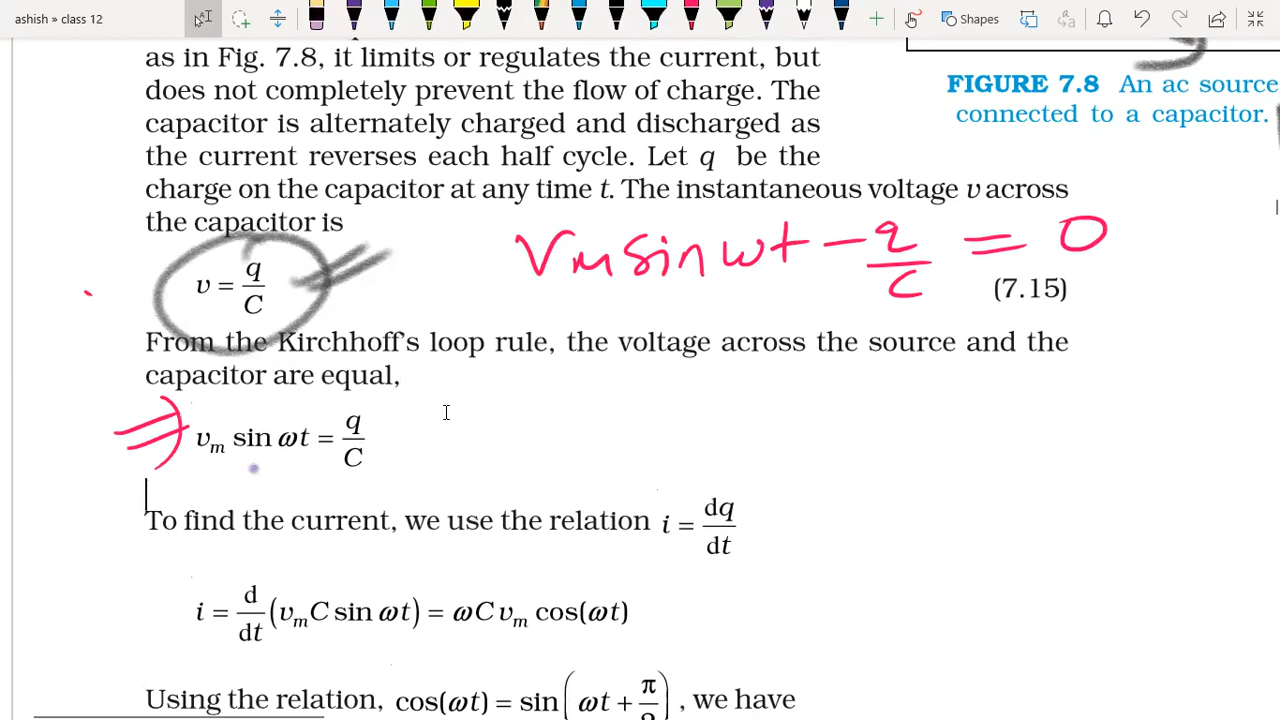 ashish » class 12
Shapes
as in Fig. 7.8, it limits or regulates the current, but
does not completely prevent the flow of charge. The
capacitor is alternately charged and discharged as
the current reverses each half cycle. Let q be the
charge on the capacitor at any time t. The instantaneous voltage v across
the capacitor is
FIGURE 7.8 An ac source
connected to a capacitor.
v = q/C
Vm sin ωt − q/C = 0
(7.15)
From the Kirchhoff's loop rule, the voltage across the source and the
capacitor are equal,
⇒ v_m sin ωt = q/C
To find the current, we use the relation i = dq/dt
i = d/dt (v_m C sin ωt) = ωC v_m cos(ωt)
Using the relation, cos(ωt) = sin(ωt + π/2), we have